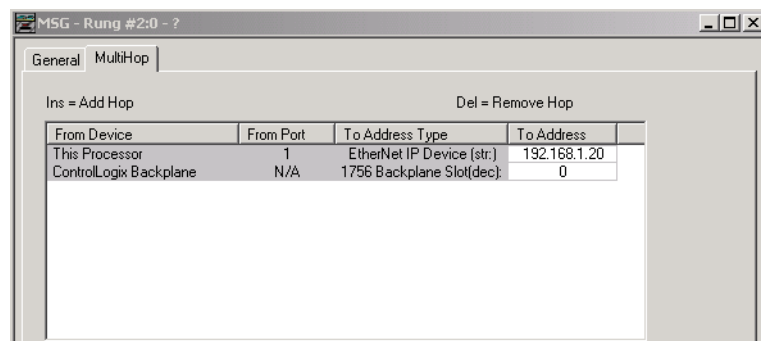 MSG - Rung #2:0 - ?
General MultiHop
Ins = Add Hop Del = Remove Hop
From Device From Port To Address Type To Address
This Processor 1 EtherNet IP Device (str:) 192.168.1.20
ControlLogix Backplane N/A 1756 Backplane Slot(dec): 0